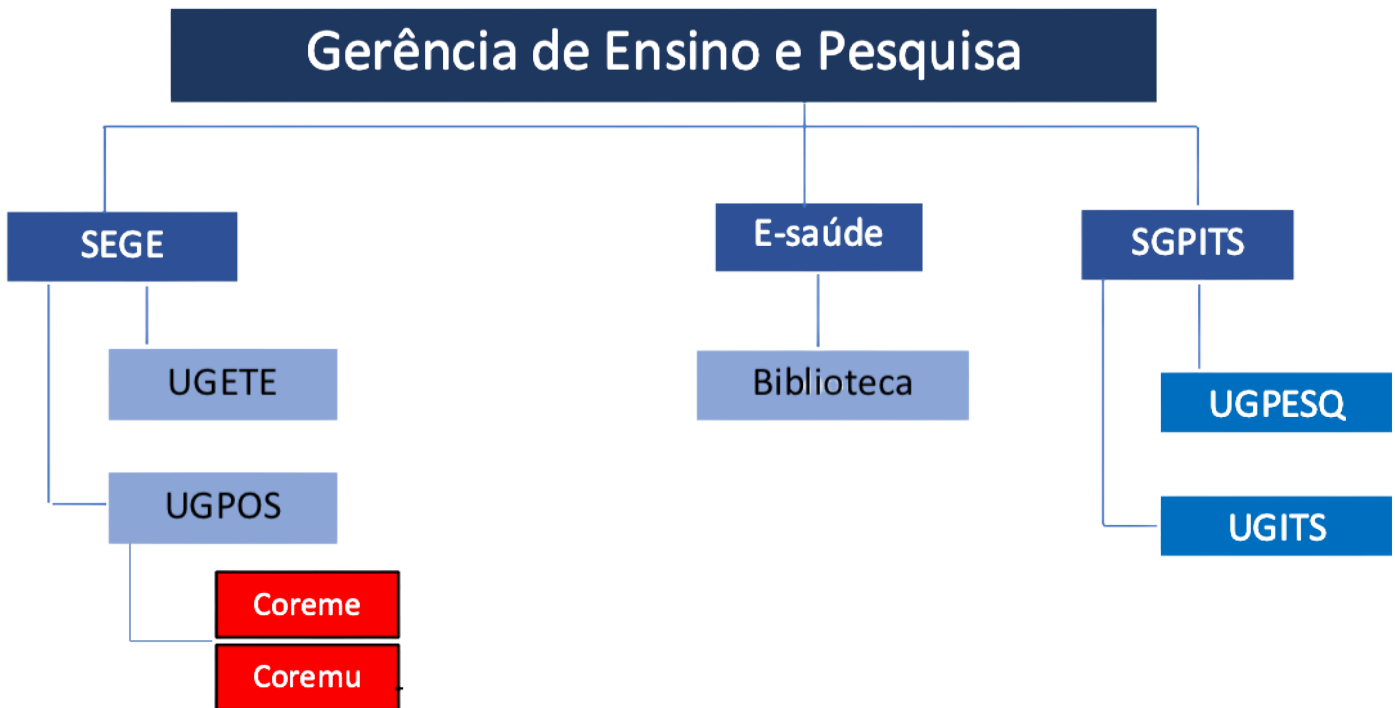 Gerência de Ensino e Pesquisa
SEGE
E-saúde
SGPITS
UGETE
Biblioteca
UGPESQ
UGPOS
UGITS
Coreme
Coremu